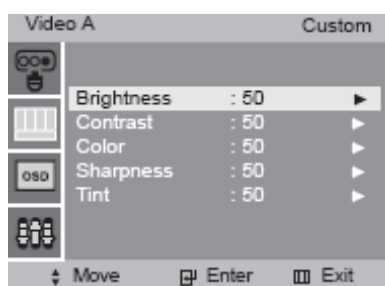 Video A Custom
Brightness : 50
Contrast : 50
Color : 50
OSD
Sharpness : 50
Tint : 50
Move Enter Exit